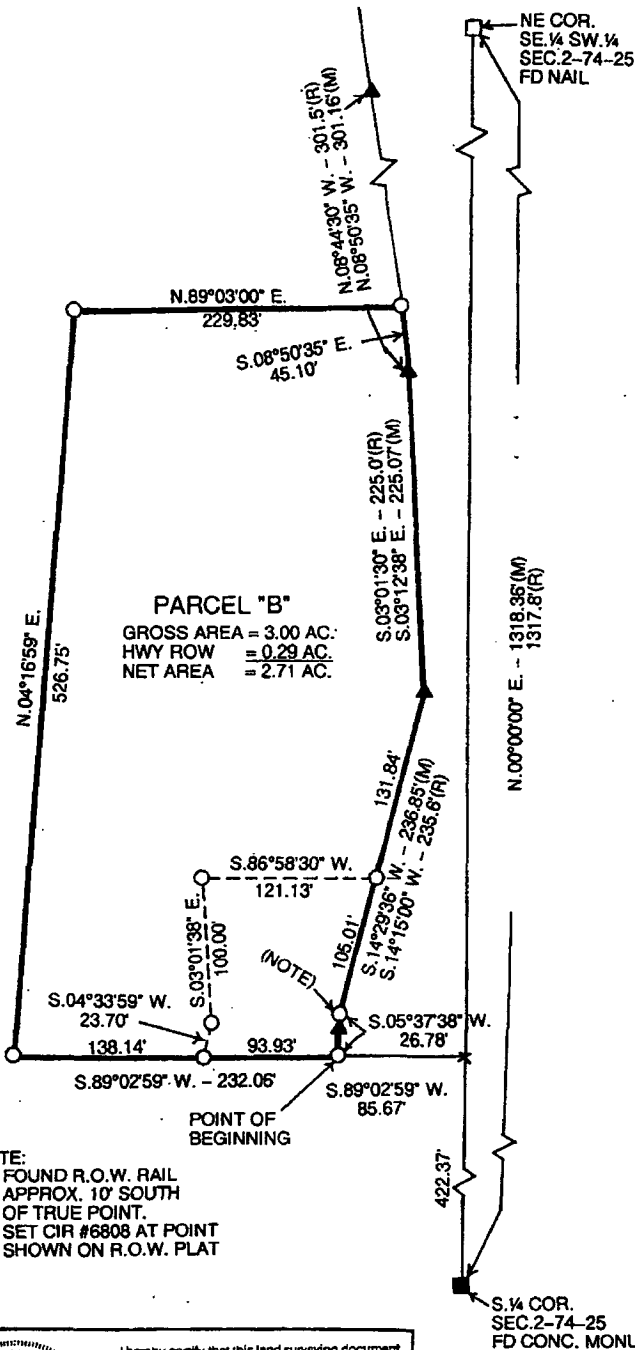 NE COR.
SE.¼ SW.¼
SEC.2-74-25
FD NAIL
N.08°44'30" W. - 301.5'(R)
N.08°50'35" W. - 301.16'(M)
N.89°03'00" E.
229.83'
S.08°50'35" E.
45.10'
S.03°01'30" E. - 225.0'(R)
S.03°12'38" E. - 225.07'(M)
N.04°16'59" E.
526.75'
PARCEL "B"
GROSS AREA = 3.00 AC.
HWY ROW = 0.29 AC.
NET AREA = 2.71 AC.
N.00°00'00" E. - 1318.36'(M)
1317.8'(R)
131.84'
S.14°29'36" W. - 236.85'(M)
S.14°15'00" W. - 235.6'(R)
S.86°58'30" W.
121.13'
S.03°01'38" E.
100.00'
105.01'
(NOTE)
S.04°33'59" W.
23.70'
S.05°37'38" W.
26.78'
138.14'
93.93'
S.89°02'59" W. - 232.06'
S.89°02'59" W.
85.67'
POINT OF
BEGINNING
422.37'
TE:
FOUND R.O.W. RAIL
APPROX. 10' SOUTH
OF TRUE POINT.
SET CIR #6808 AT POINT
SHOWN ON R.O.W. PLAT
S.¼ COR.
SEC.2-74-25
FD CONC. MONU
I hereby certify that this land surveying document